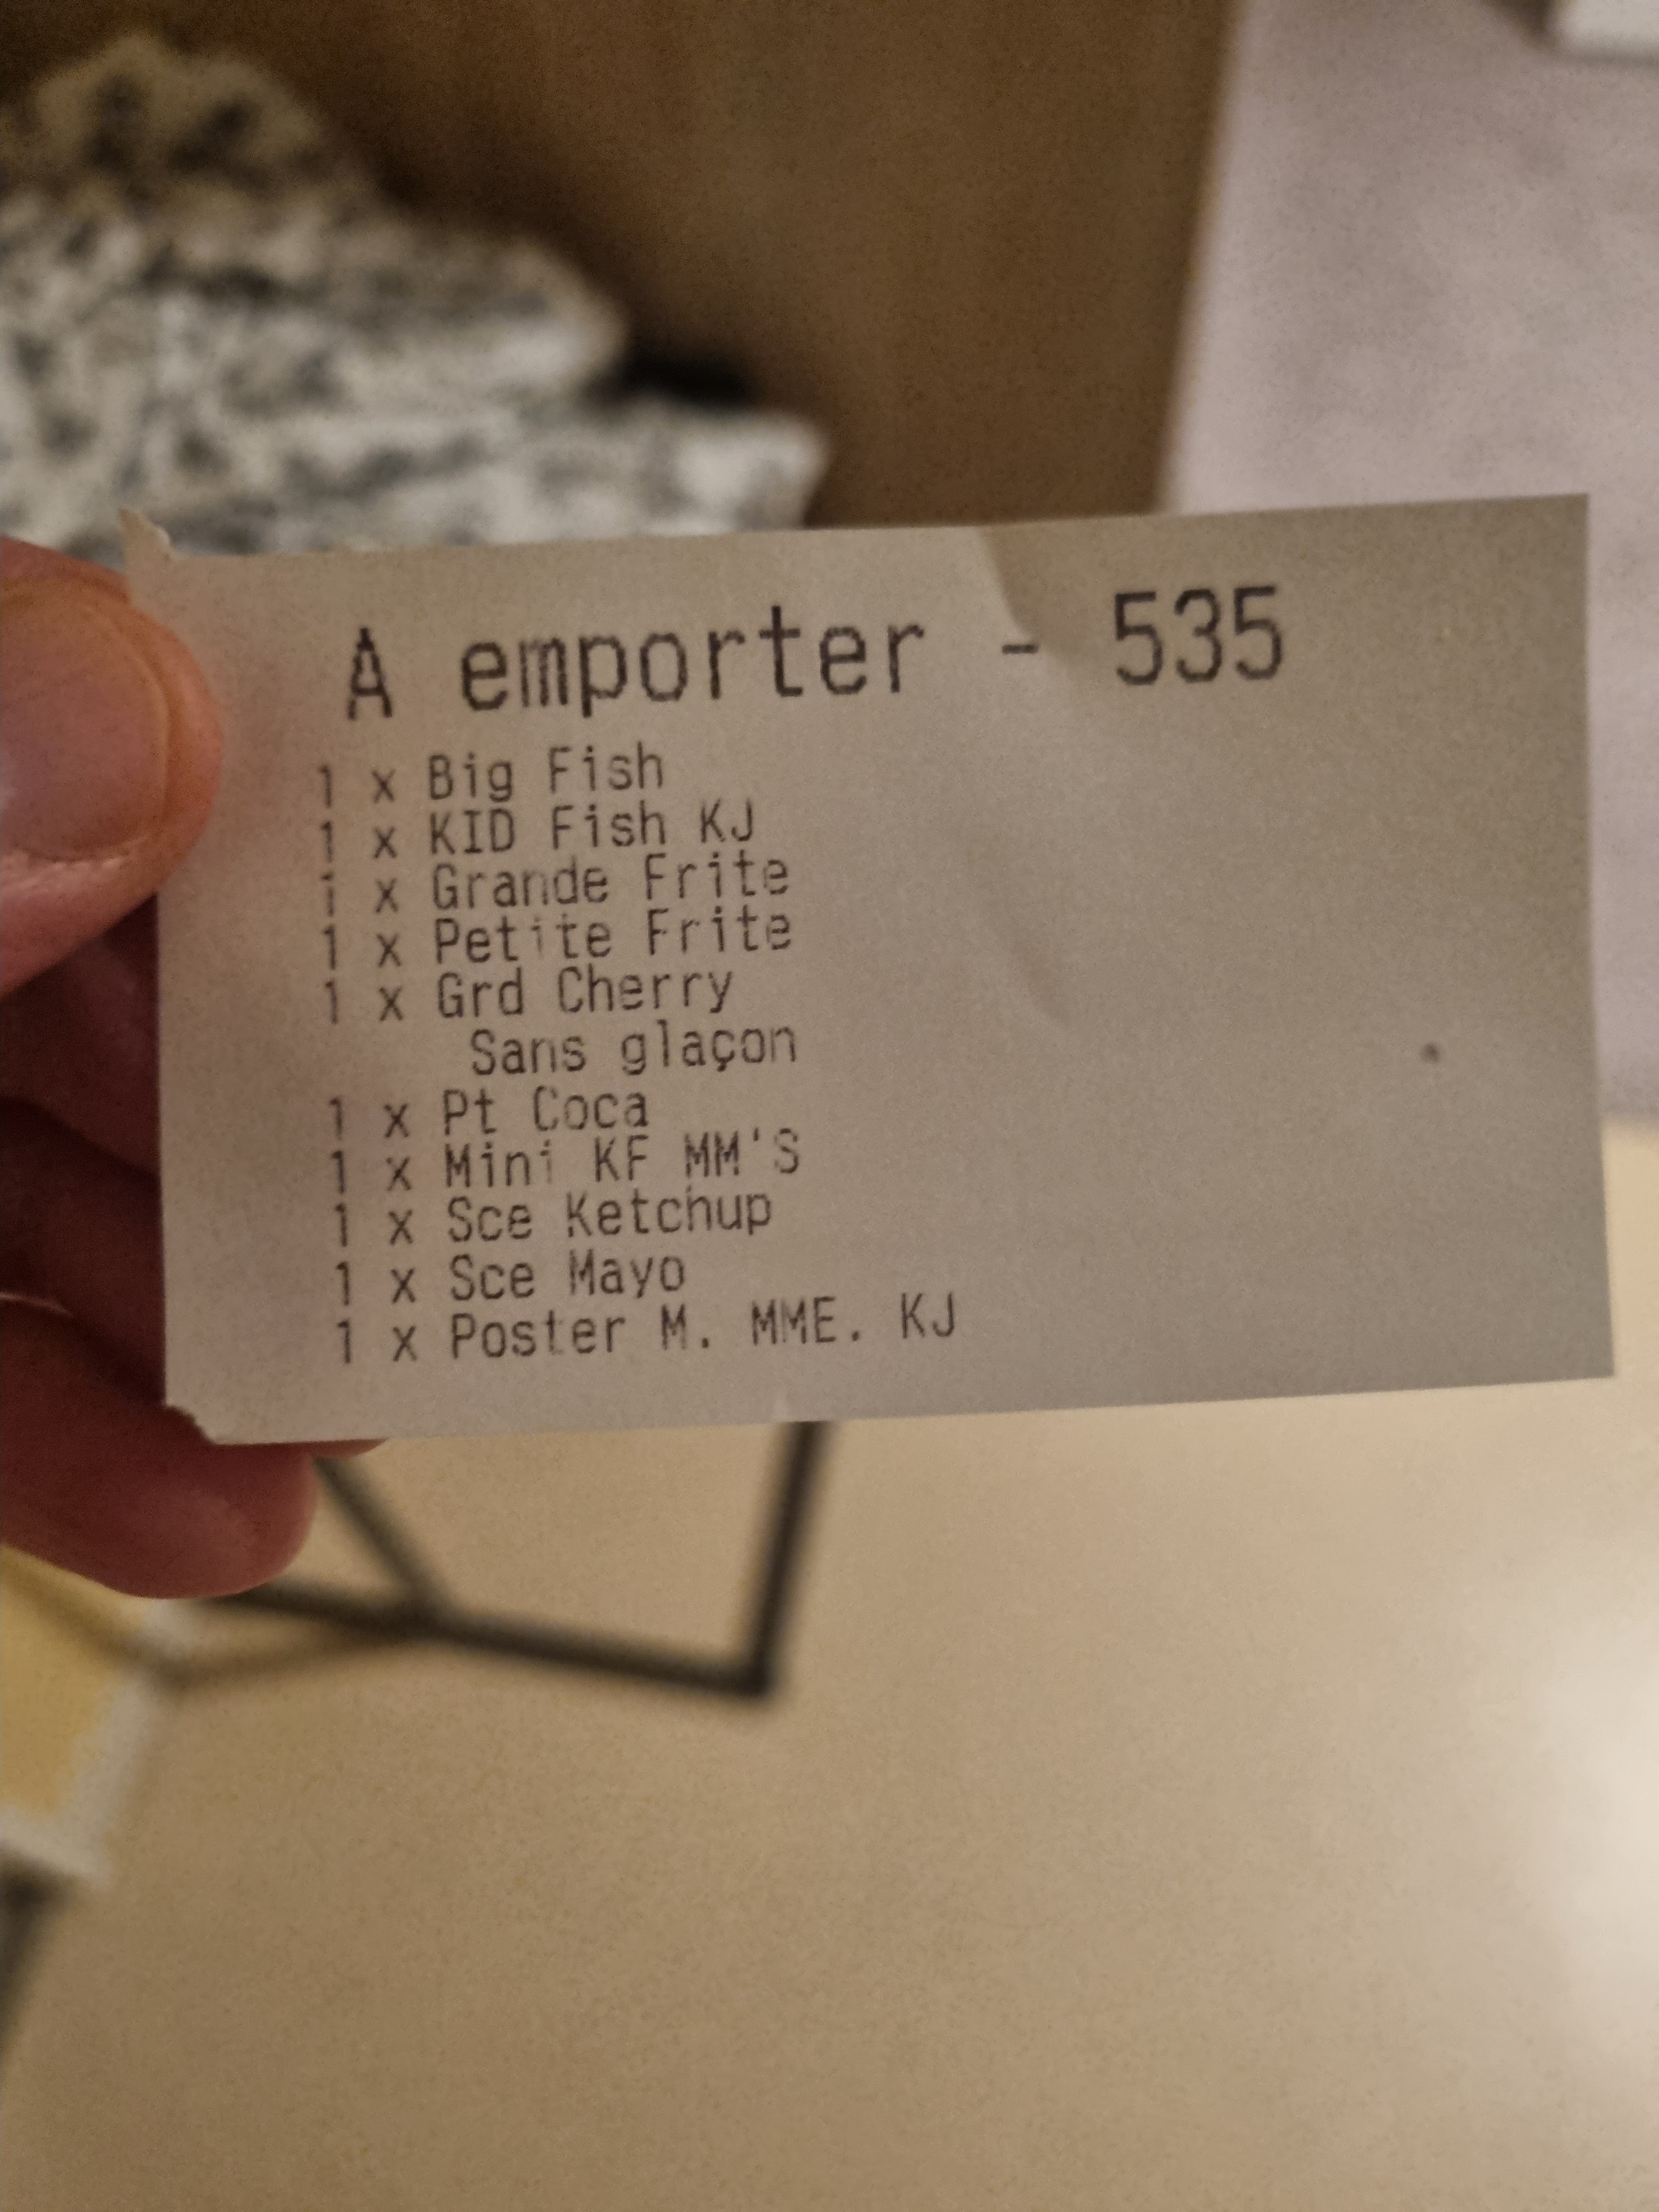 A emporter - 535
1 x Big Fish
1 x KID Fish KJ
1 x Grande Frite
1 x Petite Frite
1 x Grd Cherry
Sans glaçon
1 x Pt Coca
1 x Mini KF MM'S
1 x Sce Ketchup
1 x Sce Mayo
1 x Poster M. MME. KJ